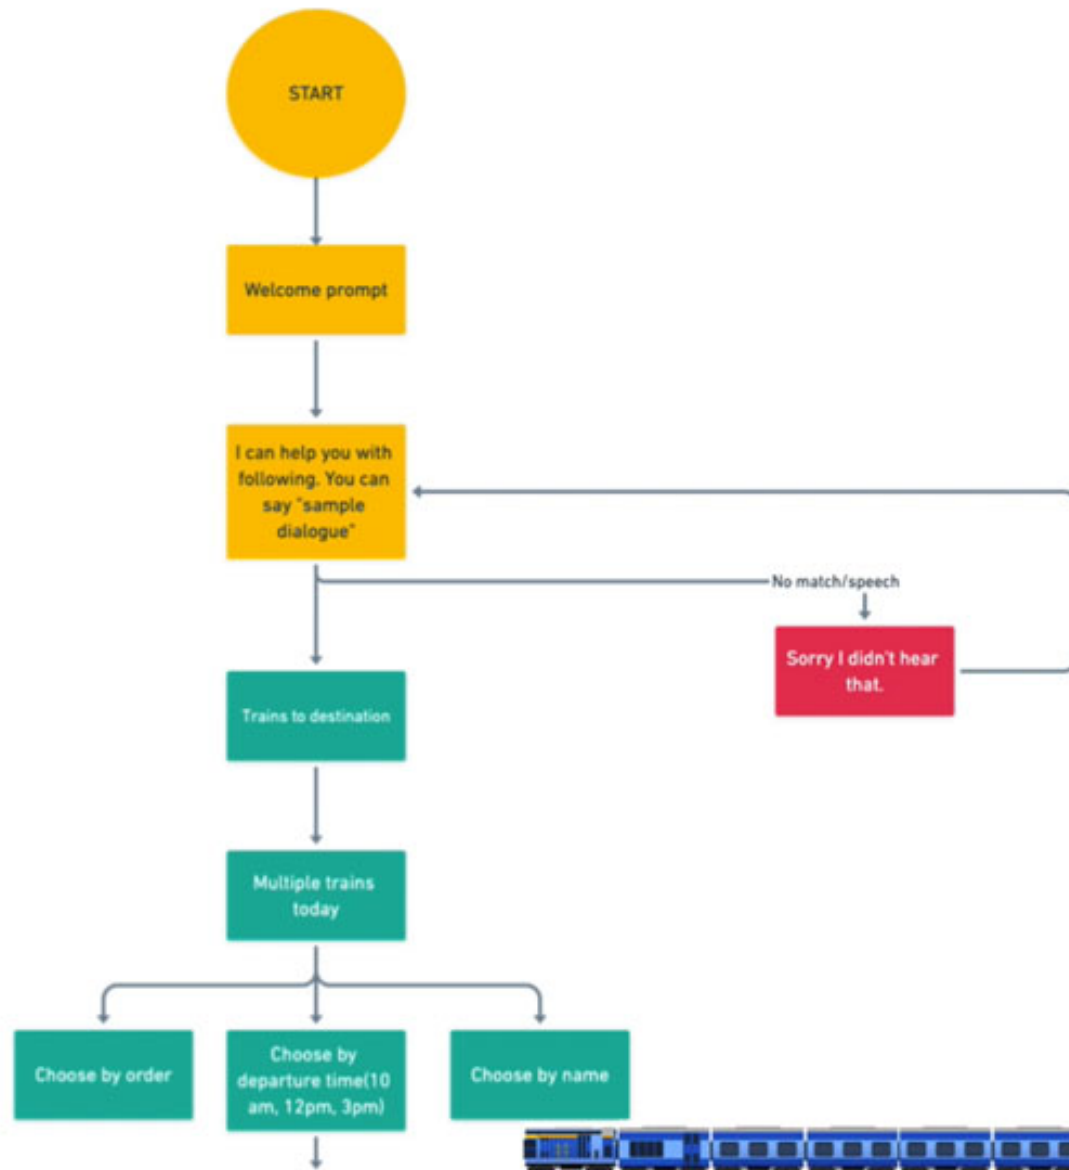 START
Welcome prompt
I can help you with
following. You can
say "sample
dialogue"
No match/speech
Sorry I didn't hear
that.
Trains to destination
Multiple trains
today
Choose by order
Choose by
departure time(10
am, 12pm, 3pm)
Choose by name